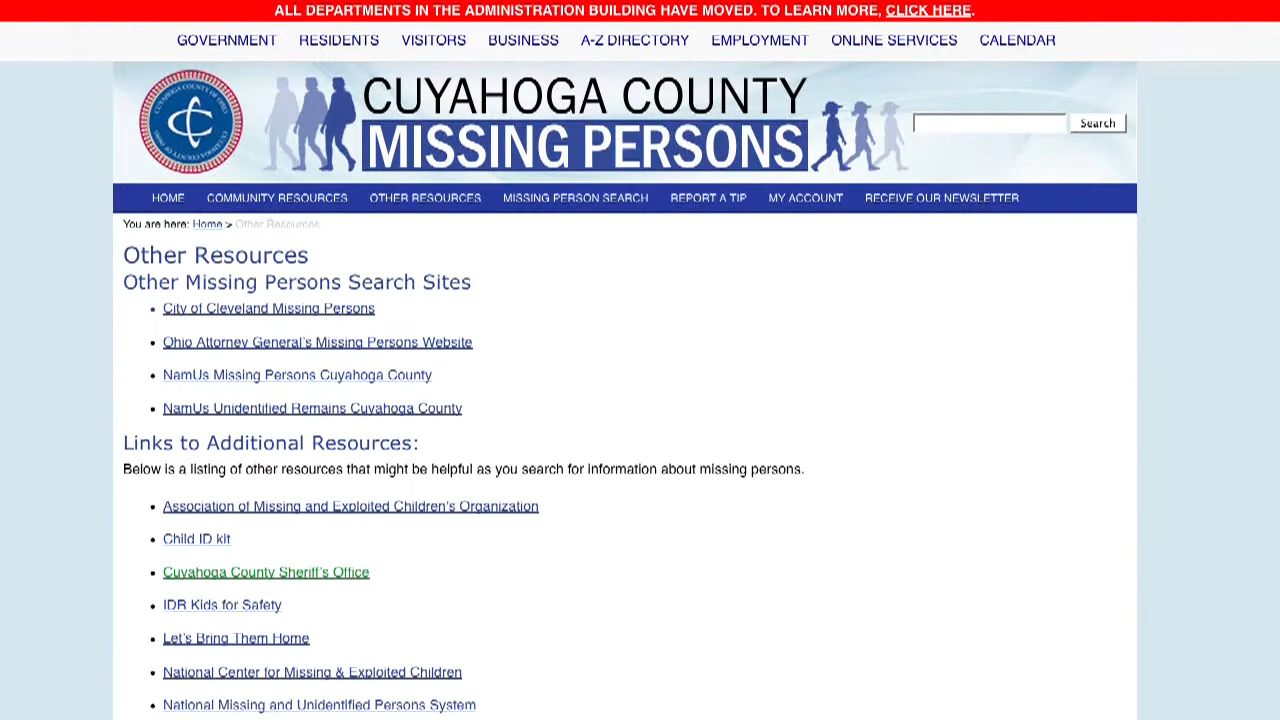 ALL DEPARTMENTS IN THE ADMINISTRATION BUILDING HAVE MOVED. TO LEARN MORE, CLICK HERE.
GOVERNMENT RESIDENTS VISITORS BUSINESS A-Z DIRECTORY EMPLOYMENT ONLINE SERVICES CALENDAR
CUYAHOGA COUNTY
MISSING PERSONS
Search
HOME COMMUNITY RESOURCES OTHER RESOURCES MISSING PERSON SEARCH REPORT A TIP MY ACCOUNT RECEIVE OUR NEWSLETTER
You are here: Home > Other Resources
Other Resources
Other Missing Persons Search Sites
City of Cleveland Missing Persons
Ohio Attorney General's Missing Persons Website
NamUs Missing Persons Cuyahoga County
NamUs Unidentified Remains Cuyahoga County
Links to Additional Resources:
Below is a listing of other resources that might be helpful as you search for information about missing persons.
Association of Missing and Exploited Children's Organization
Child ID kit
Cuyahoga County Sheriff's Office
IDR Kids for Safety
Let's Bring Them Home
National Center for Missing & Exploited Children
National Missing and Unidentified Persons System